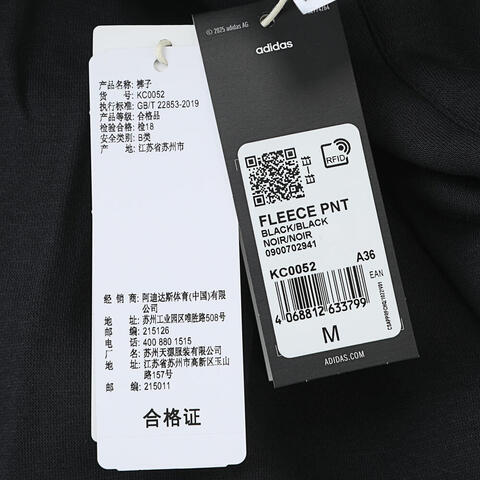 产品名称: 裤子
货 号: KC0052
执行标准: GB/T 22853-2019
产品等级: 合格品
检验合格: 检18
安全类别: B类
产 地: 江苏省苏州市
经 销 商: 阿迪达斯体育(中国)有限
公司
地址: 苏州工业园区唯胜路508号
邮编: 215126
电话: 400 880 1515
厂 名: 苏州天源服装有限公司
地址: 江苏省苏州市高新区玉山
路157号
邮编: 215011
合格证
© 2025 adidas AG
adidas
RFID
FLEECE PNT
BLACK/BLACK
NOIR/NOIR
0900702941
KC0052 A36
EAN
4 068812 633799
M
ADIDAS.COM